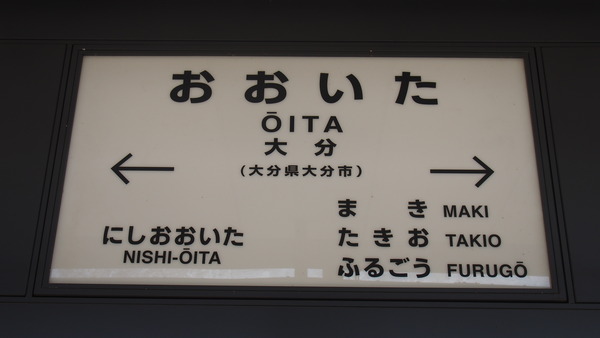 おおいた
ŌITA
大分
(大分県大分市)
← →
にしおおいた
NISHI-ŌITA
まき MAKI
たきお TAKIO
ふるごう FURUGŌ